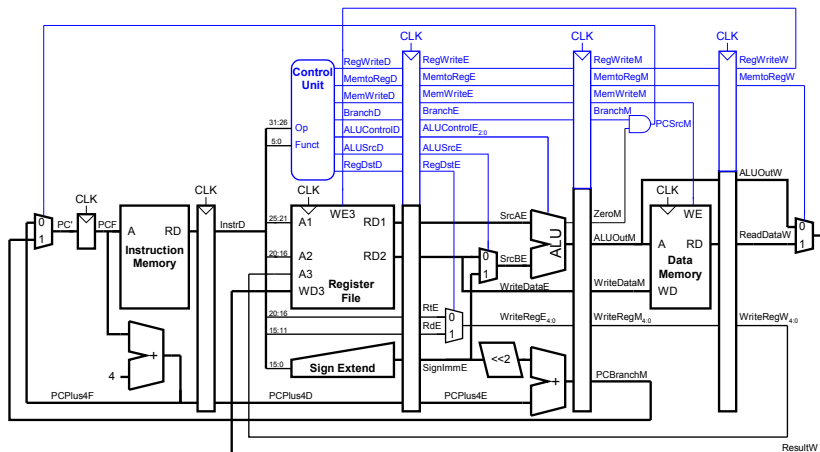 CLK CLK CLK
RegWriteD RegWriteE RegWriteM RegWriteW
Control Unit
MemtoRegD MemtoRegE MemtoRegM MemtoRegW
MemWriteD MemWriteE MemWriteM
31:26 Op
BranchD BranchE BranchM
PCSrcM
5:0 Funct
ALUControlD ALUControlE2:0
ALUSrcD ALUSrcE
RegDstD RegDstE
CLK CLK CLK CLK
WE3 WE
ALUOutW
0 1 PC' PCF A RD InstrD
Instruction Memory
25:21 A1 RD1 SrcAE ZeroM
20:16 A2 RD2 0 1 SrcBE ALU ALUOutM A RD ReadDataW 0 1
A3 Register File
WD3 WriteDataE WriteDataM WD
Data Memory
20:16 RtE 0
15:11 RdE 1 WriteRegE4:0 WriteRegM4:0 WriteRegW4:0
+
4
15:0 Sign Extend SignImmE <<2 + PCBranchM
PCPlus4F PCPlus4D PCPlus4E
ResultW